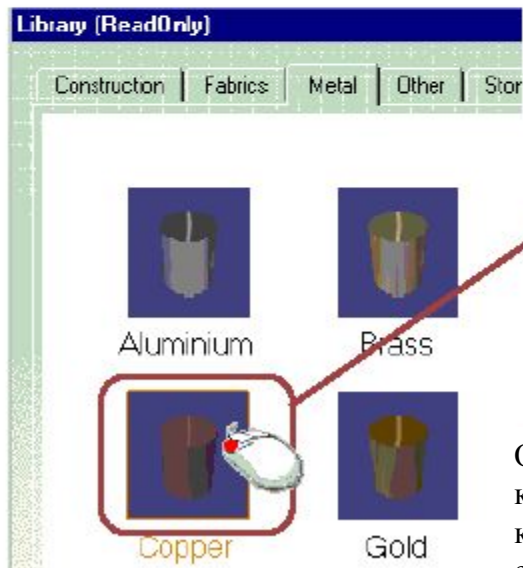 Library (ReadOnly)
Construction Fabrics Metal Other Stor
Aluminium Brass
Copper Gold